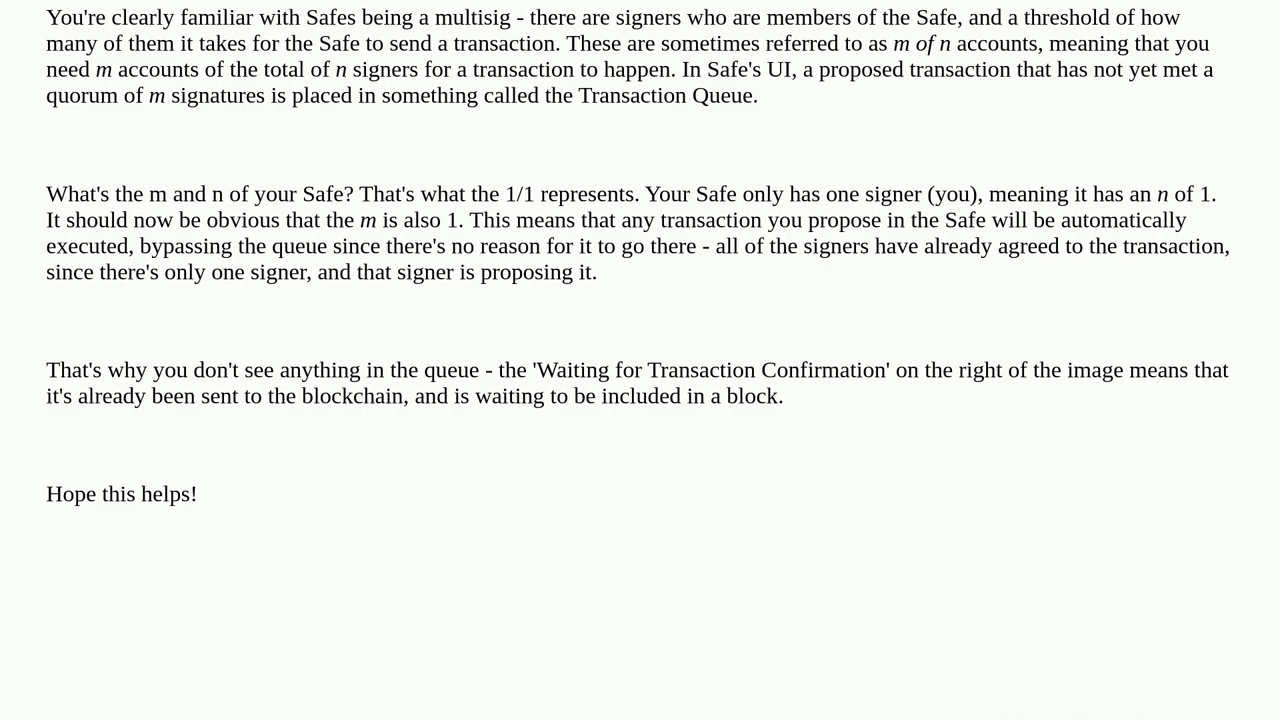 You're clearly familiar with Safes being a multisig - there are signers who are members of the Safe, and a threshold of how
many of them it takes for the Safe to send a transaction. These are sometimes referred to as m of n accounts, meaning that you
need m accounts of the total of n signers for a transaction to happen. In Safe's UI, a proposed transaction that has not yet met a
quorum of m signatures is placed in something called the Transaction Queue.
What's the m and n of your Safe? That's what the 1/1 represents. Your Safe only has one signer (you), meaning it has an n of 1.
It should now be obvious that the m is also 1. This means that any transaction you propose in the Safe will be automatically
executed, bypassing the queue since there's no reason for it to go there - all of the signers have already agreed to the transaction,
since there's only one signer, and that signer is proposing it.
That's why you don't see anything in the queue - the 'Waiting for Transaction Confirmation' on the right of the image means that
it's already been sent to the blockchain, and is waiting to be included in a block.
Hope this helps!